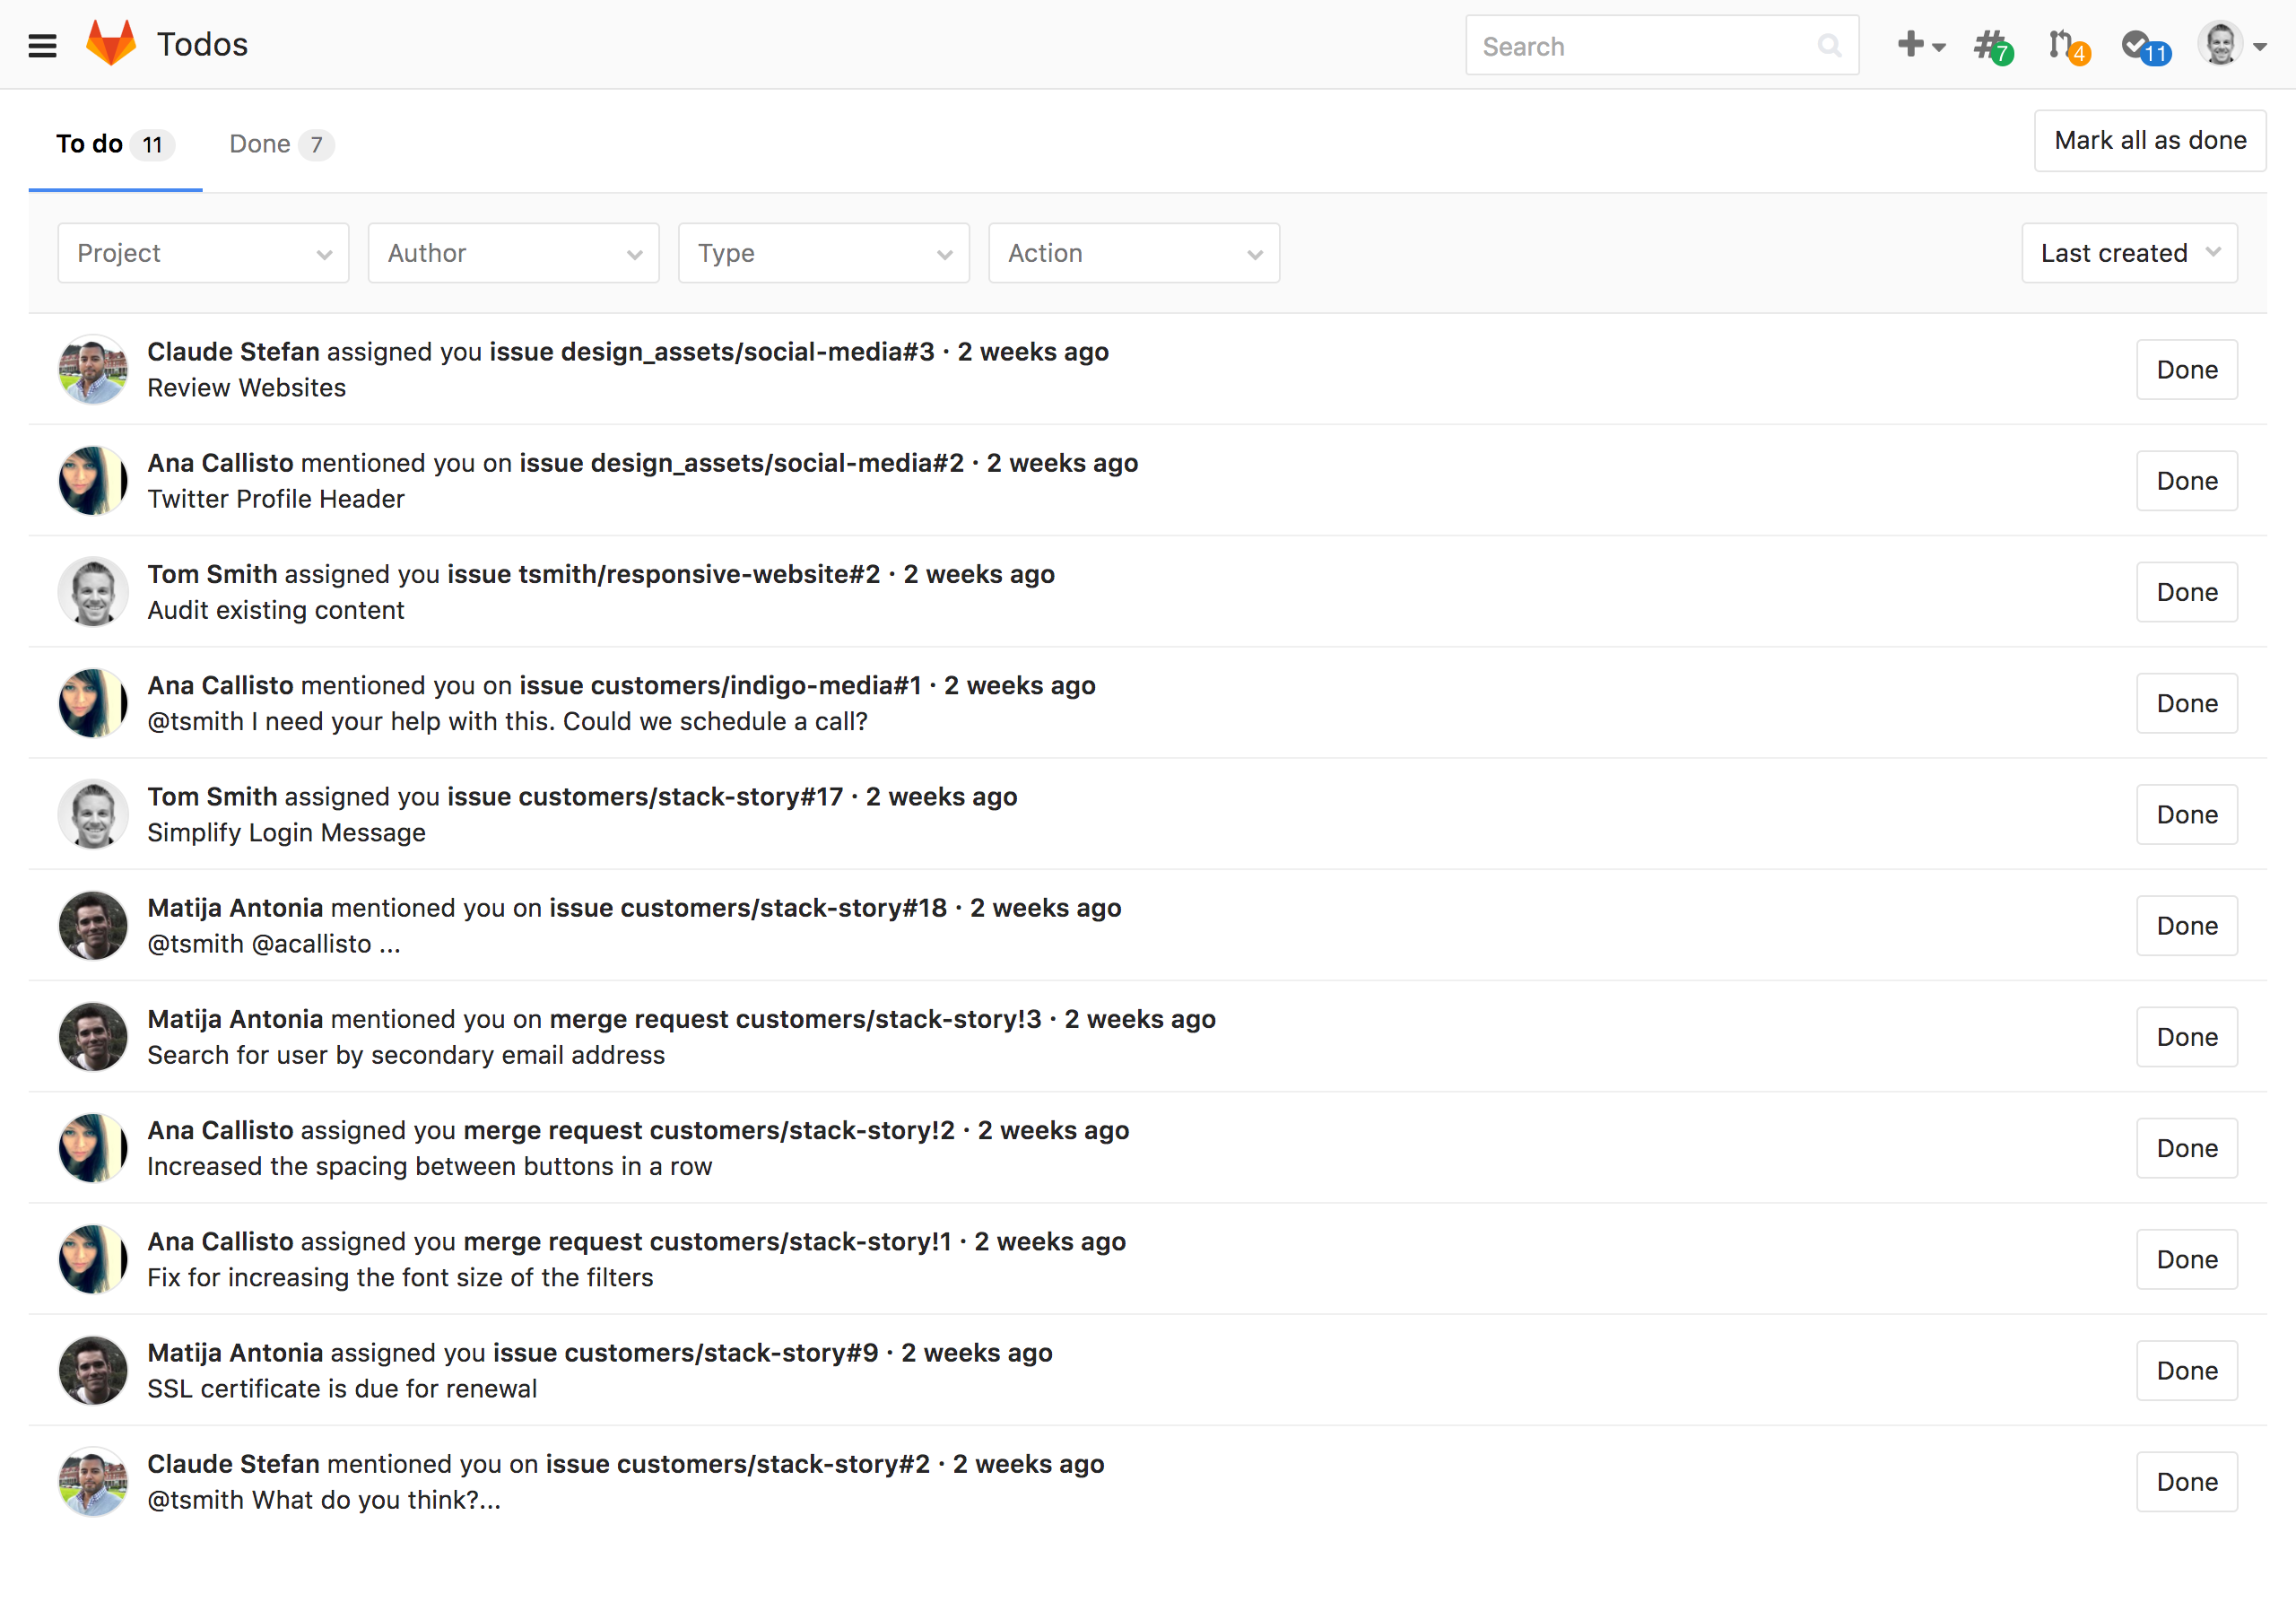 Todos
Search
7
4
11
To do 11
Done 7
Mark all as done
Project
Author
Type
Action
Last created
Claude Stefan assigned you issue design_assets/social-media#3 · 2 weeks ago
Review Websites
Done
Ana Callisto mentioned you on issue design_assets/social-media#2 · 2 weeks ago
Twitter Profile Header
Done
Tom Smith assigned you issue tsmith/responsive-website#2 · 2 weeks ago
Audit existing content
Done
Ana Callisto mentioned you on issue customers/indigo-media#1 · 2 weeks ago
@tsmith I need your help with this. Could we schedule a call?
Done
Tom Smith assigned you issue customers/stack-story#17 · 2 weeks ago
Simplify Login Message
Done
Matija Antonia mentioned you on issue customers/stack-story#18 · 2 weeks ago
@tsmith @acallisto ...
Done
Matija Antonia mentioned you on merge request customers/stack-story!3 · 2 weeks ago
Search for user by secondary email address
Done
Ana Callisto assigned you merge request customers/stack-story!2 · 2 weeks ago
Increased the spacing between buttons in a row
Done
Ana Callisto assigned you merge request customers/stack-story!1 · 2 weeks ago
Fix for increasing the font size of the filters
Done
Matija Antonia assigned you issue customers/stack-story#9 · 2 weeks ago
SSL certificate is due for renewal
Done
Claude Stefan mentioned you on issue customers/stack-story#2 · 2 weeks ago
@tsmith What do you think?...
Done